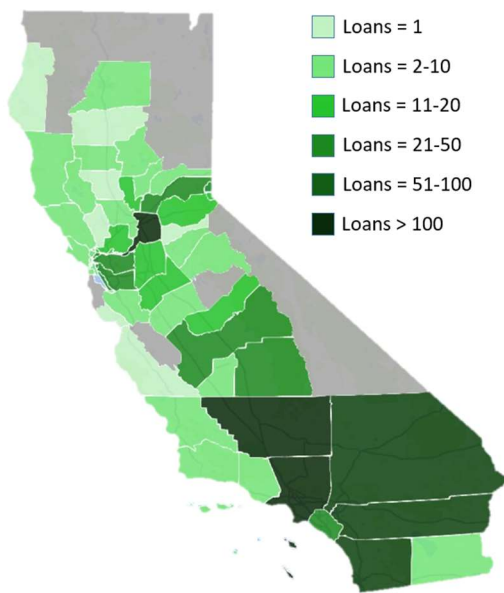 Loans = 1
Loans = 2-10
Loans = 11-20
Loans = 21-50
Loans = 51-100
Loans > 100